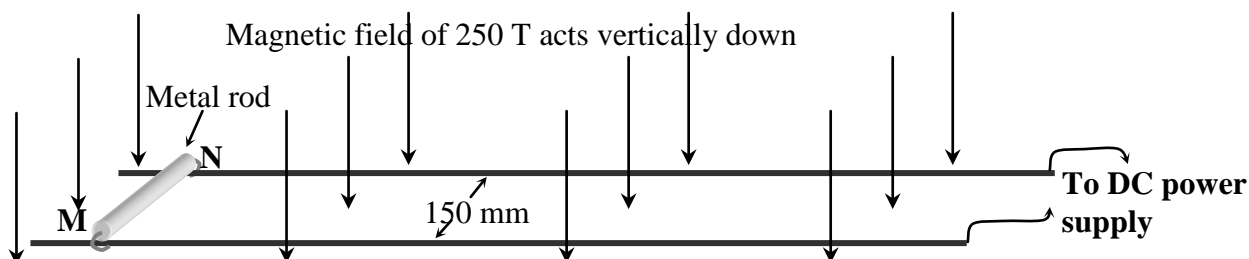 Magnetic field of 250 T acts vertically down
Metal rod
N
To DC power
supply
150 mm
M